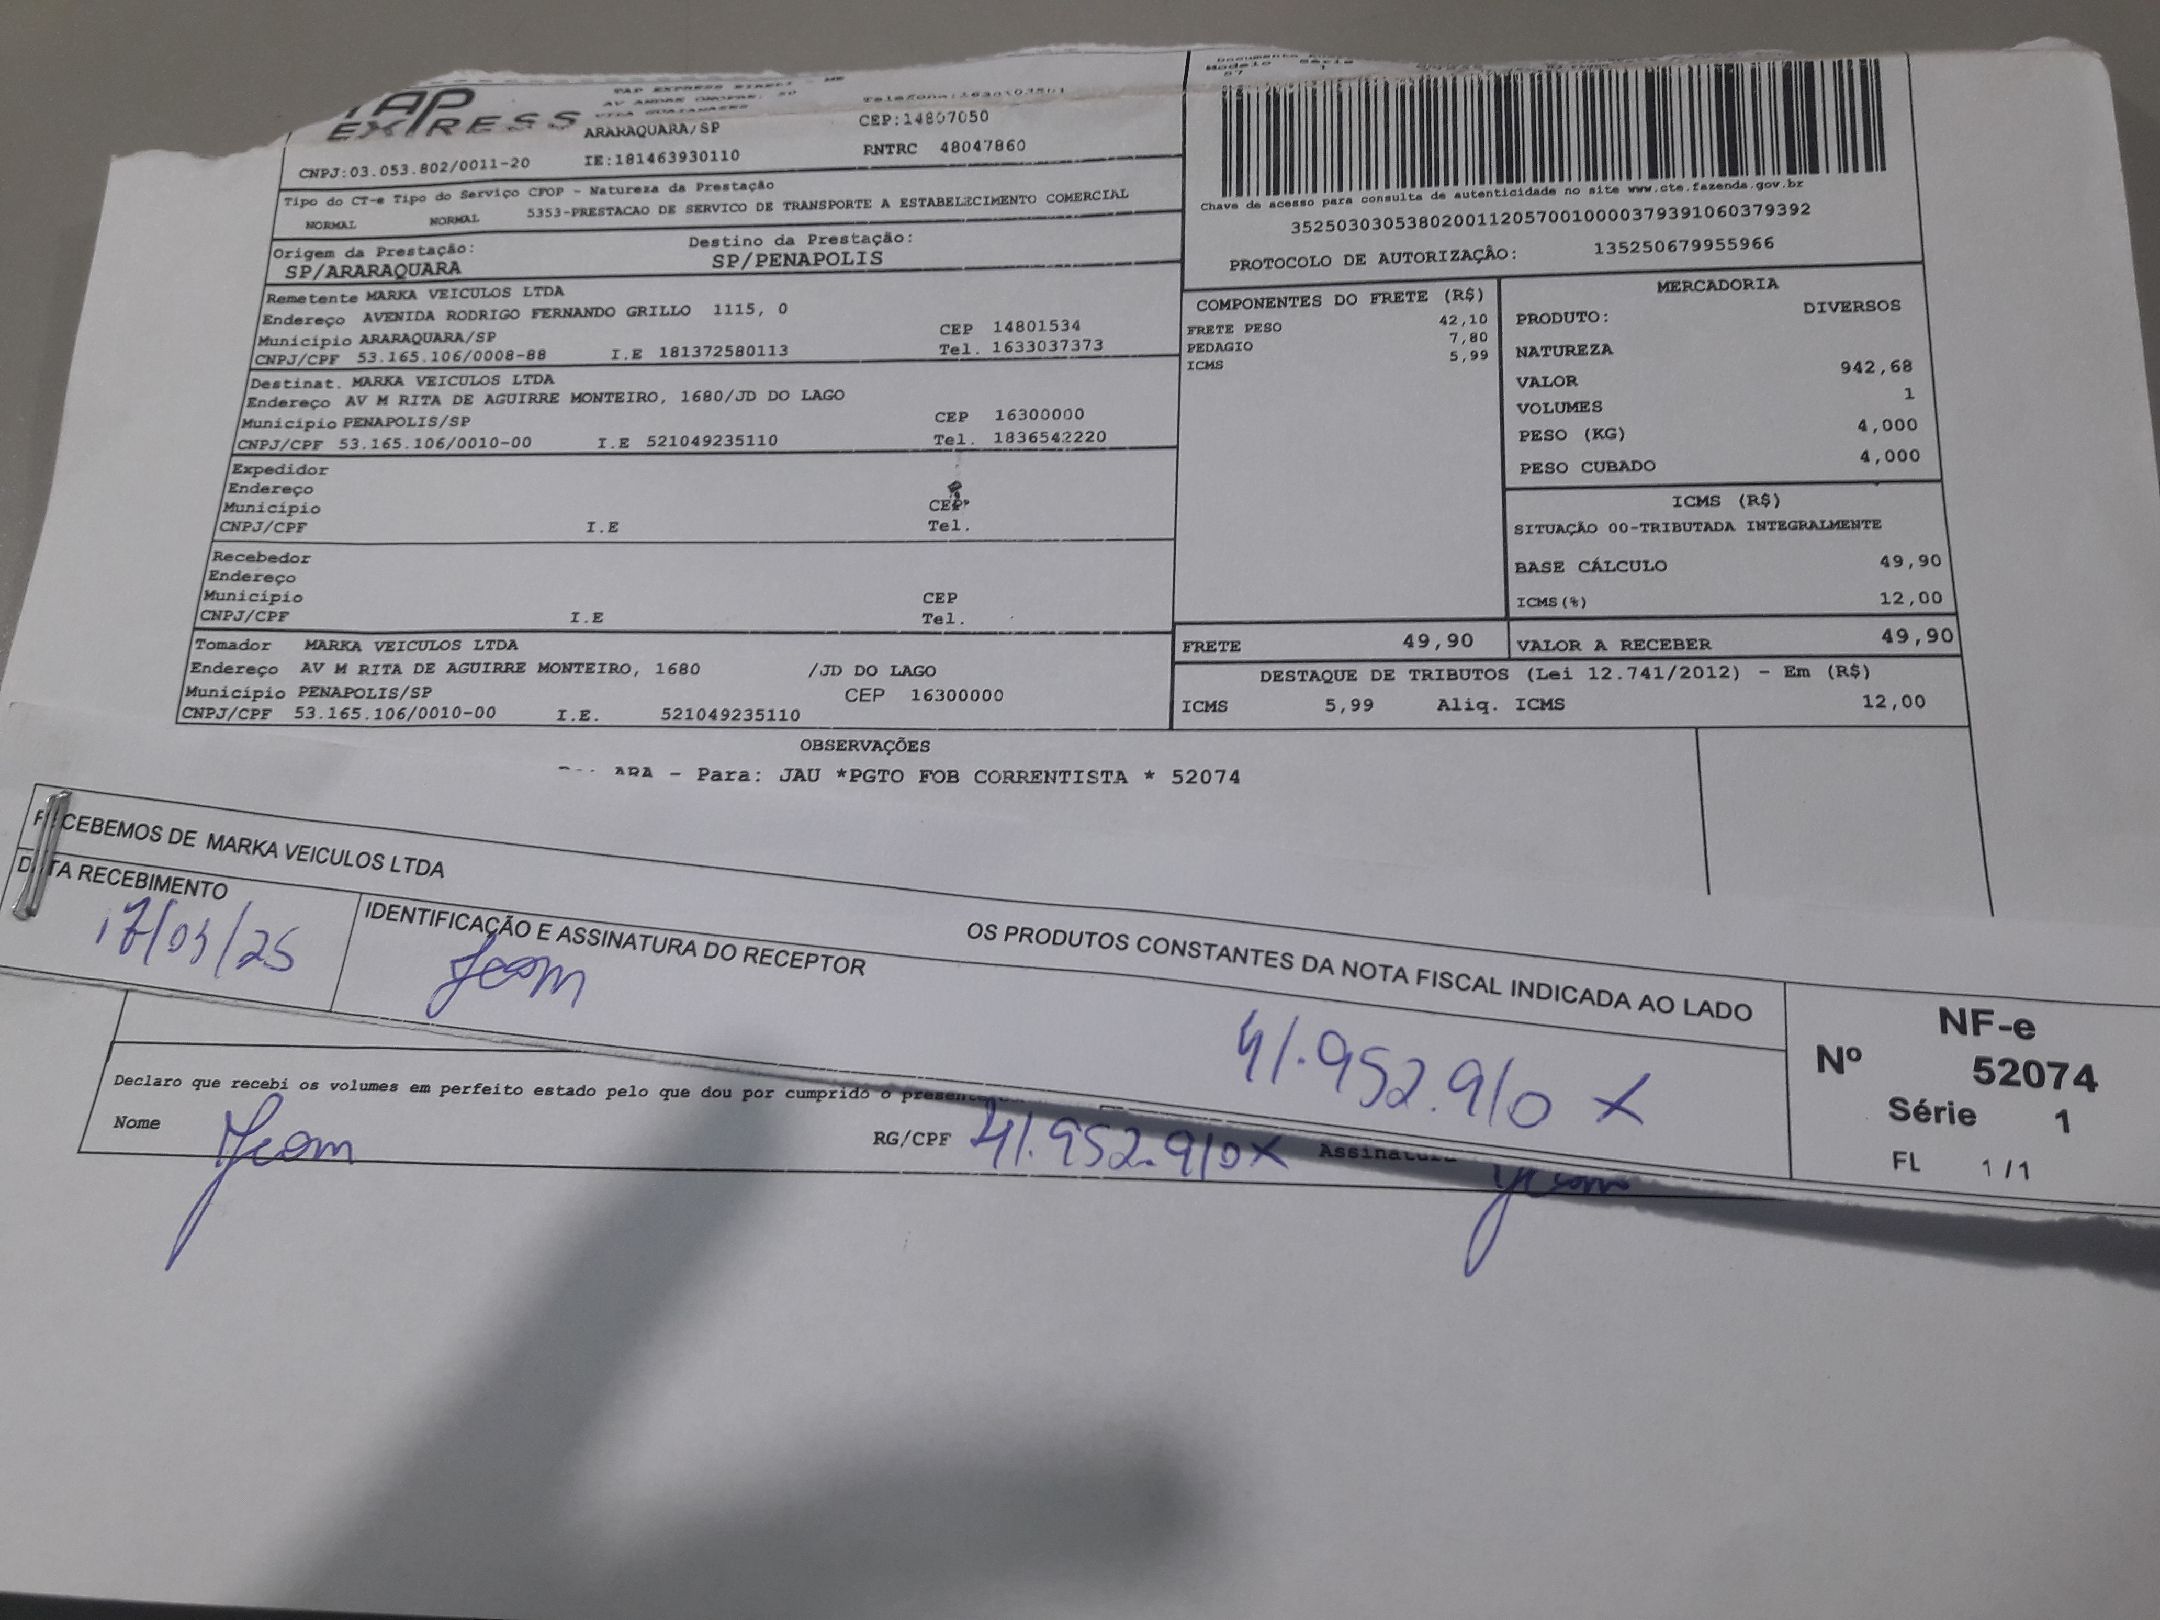 TAP
EXPRESS
TAP EXPRESS
ARARAQUARA/SP
CEP:14807050
CNPJ:03.053.802/0011-20
IE:181463930110
RNTRC 48047860
Tipo do CT-e Tipo do Serviço CFOP - Natureza da Prestação
NORMAL NORMAL 5353-PRESTACAO DE SERVICO DE TRANSPORTE A ESTABELECIMENTO COMERCIAL
Origem da Prestação:
SP/ARARAQUARA
Destino da Prestação:
SP/PENAPOLIS
Remetente MARKA VEICULOS LTDA
Endereço AVENIDA RODRIGO FERNANDO GRILLO 1115, 0
Município ARARAQUARA/SP CEP 14801534
CNPJ/CPF 53.165.106/0008-88 I.E 181372580113 Tel. 1633037373
Destinat. MARKA VEICULOS LTDA
Endereço AV M RITA DE AGUIRRE MONTEIRO, 1680/JD DO LAGO
Município PENAPOLIS/SP CEP 16300000
CNPJ/CPF 53.165.106/0010-00 I.E 521049235110 Tel. 1836542220
Expedidor
Endereço
Município CEP
CNPJ/CPF I.E Tel.
Recebedor
Endereço
Município CEP
CNPJ/CPF I.E Tel.
Tomador MARKA VEICULOS LTDA
Endereço AV M RITA DE AGUIRRE MONTEIRO, 1680 /JD DO LAGO
Município PENAPOLIS/SP CEP 16300000
CNPJ/CPF 53.165.106/0010-00 I.E. 521049235110
Modelo Série
57 1
Chave de acesso para consulta de autenticidade no site www.cte.fazenda.gov.br
35250303053802001120570010000379391060379392
PROTOCOLO DE AUTORIZAÇÃO: 135250679955966
COMPONENTES DO FRETE (R$)
FRETE PESO 42,10
PEDAGIO 7,80
ICMS 5,99
MERCADORIA
PRODUTO: DIVERSOS
NATUREZA
VALOR 942,68
VOLUMES 1
PESO (KG) 4,000
PESO CUBADO 4,000
ICMS (R$)
SITUAÇÃO 00-TRIBUTADA INTEGRALMENTE
BASE CÁLCULO 49,90
ICMS(%) 12,00
FRETE 49,90
VALOR A RECEBER 49,90
DESTAQUE DE TRIBUTOS (Lei 12.741/2012) - Em (R$)
ICMS 5,99 Aliq. ICMS 12,00
OBSERVAÇÕES
ARA - Para: JAU *PGTO FOB CORRENTISTA * 52074
RECEBEMOS DE MARKA VEICULOS LTDA
OS PRODUTOS CONSTANTES DA NOTA FISCAL INDICADA AO LADO
DATA RECEBIMENTO
17/03/25
IDENTIFICAÇÃO E ASSINATURA DO RECEPTOR
41.952.910 X
NF-e
Nº 52074
Série 1
FL 1 /1
Declaro que recebi os volumes em perfeito estado pelo que dou por cumprido o presente
Nome
RG/CPF 41.952.910X
Assinatura